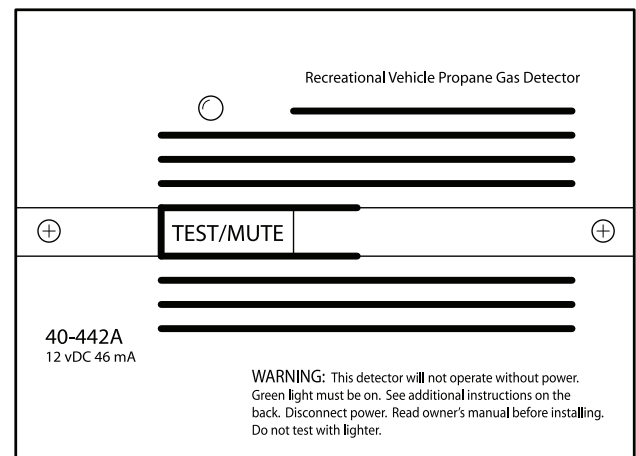 Recreational Vehicle Propane Gas Detector
TEST/MUTE
40-442A
12 vDC 46 mA
WARNING: This detector will not operate without power.
Green light must be on. See additional instructions on the
back. Disconnect power. Read owner's manual before installing.
Do not test with lighter.